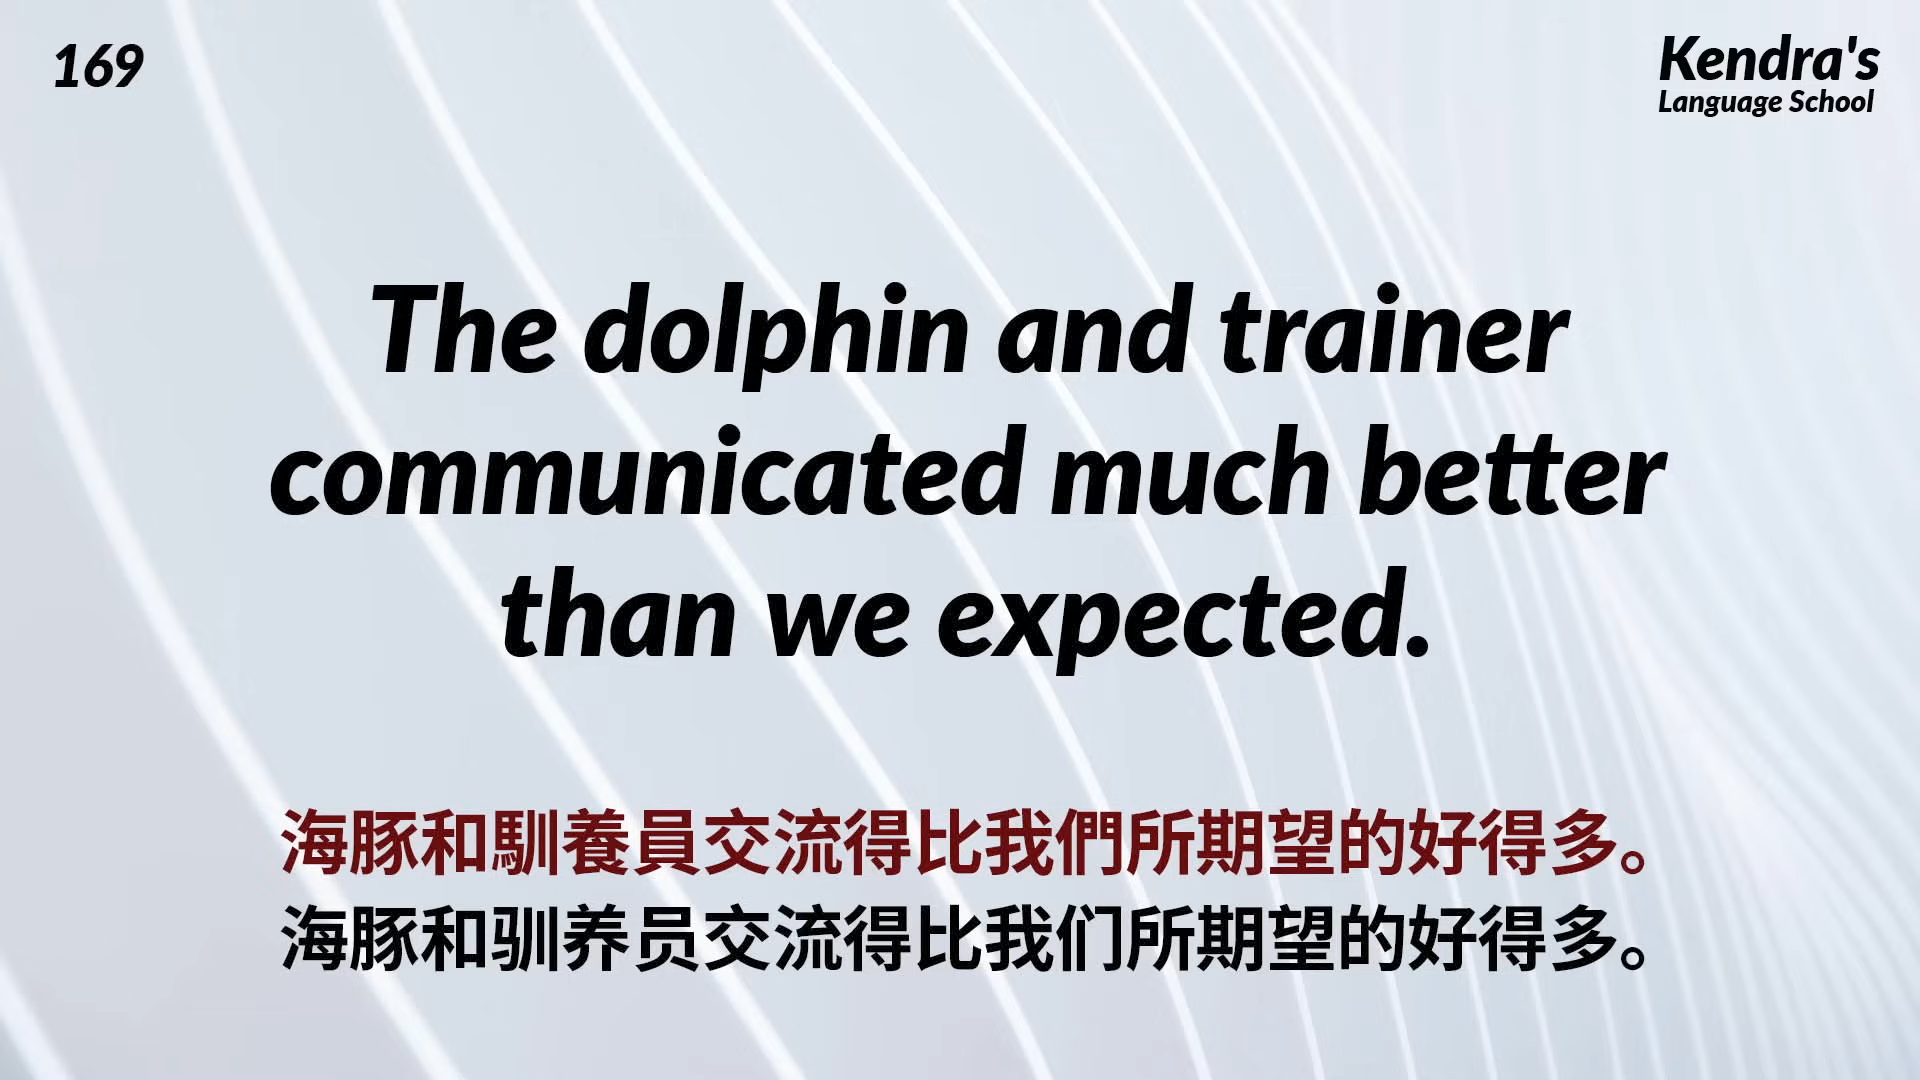 169
Kendra's
Language School
The dolphin and trainer
communicated much better
than we expected.
海豚和馴養員交流得比我們所期望的好得多。
海豚和驯养员交流得比我们所期望的好得多。